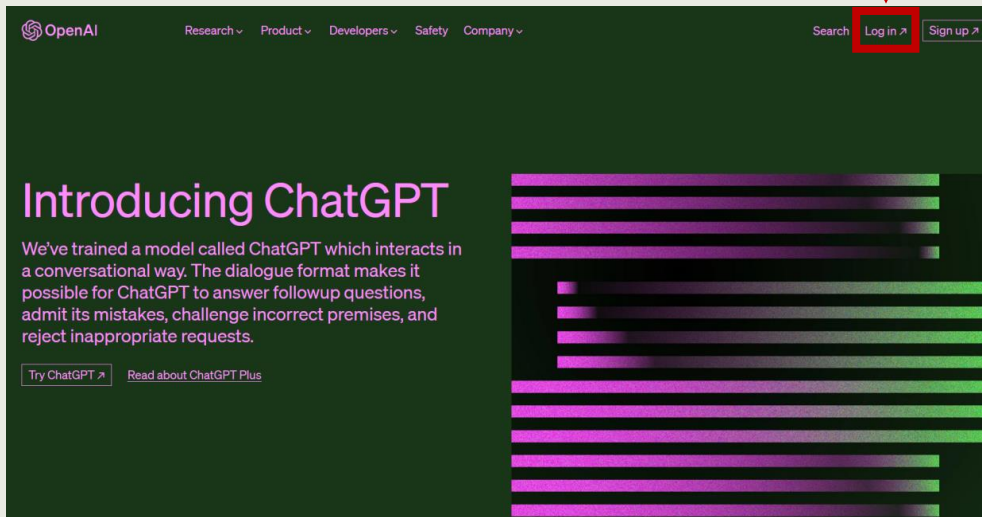 OpenAI Research Product Developers Safety Company Search Log in ↗ Sign up ↗
Introducing ChatGPT
We've trained a model called ChatGPT which interacts in
a conversational way. The dialogue format makes it
possible for ChatGPT to answer followup questions,
admit its mistakes, challenge incorrect premises, and
reject inappropriate requests.
Try ChatGPT ↗ Read about ChatGPT Plus